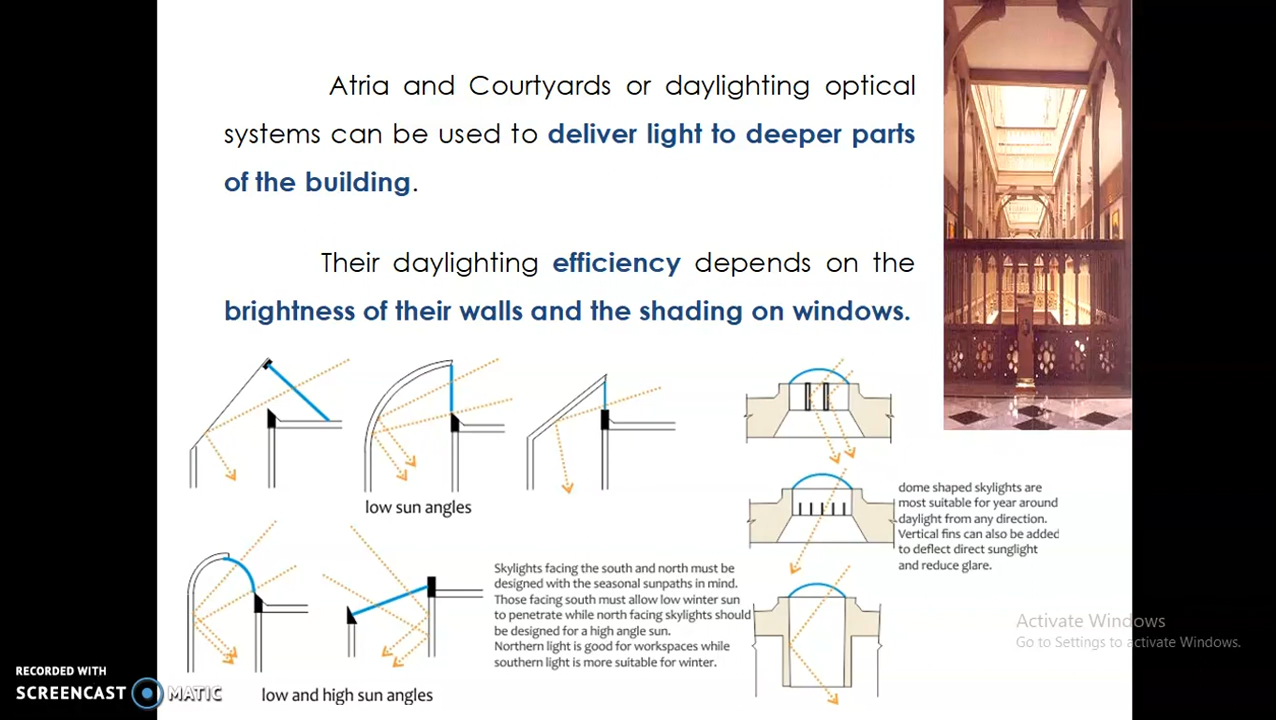 Atria and Courtyards or daylighting optical
systems can be used to deliver light to deeper parts
of the building.
Their daylighting efficiency depends on the
brightness of their walls and the shading on windows.
low sun angles
dome shaped skylights are
most suitable for year around
daylight from any direction.
Vertical fins can also be added
to deflect direct sunglight
and reduce glare.
Skylights facing the south and north must be
designed with the seasonal sunpaths in mind.
Those facing south must allow low winter sun
to penetrate while north facing skylights should
be designed for a high angle sun.
Northern light is good for workspaces while
southern light is more suitable for winter.
low and high sun angles
Activate Windows
Go to Settings to activate Windows.
RECORDED WITH
SCREENCAST MATIC